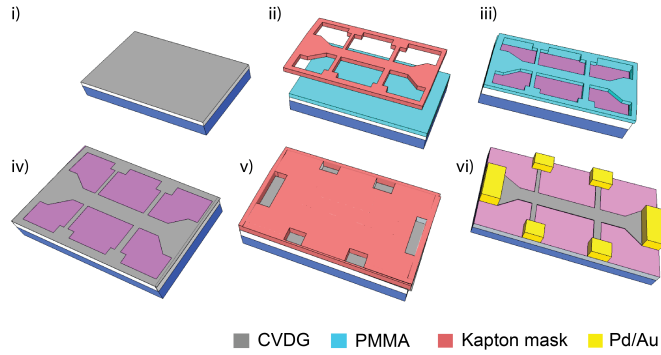 i)
ii)
iii)
iv)
v)
vi)
CVDG
PMMA
Kapton mask
Pd/Au